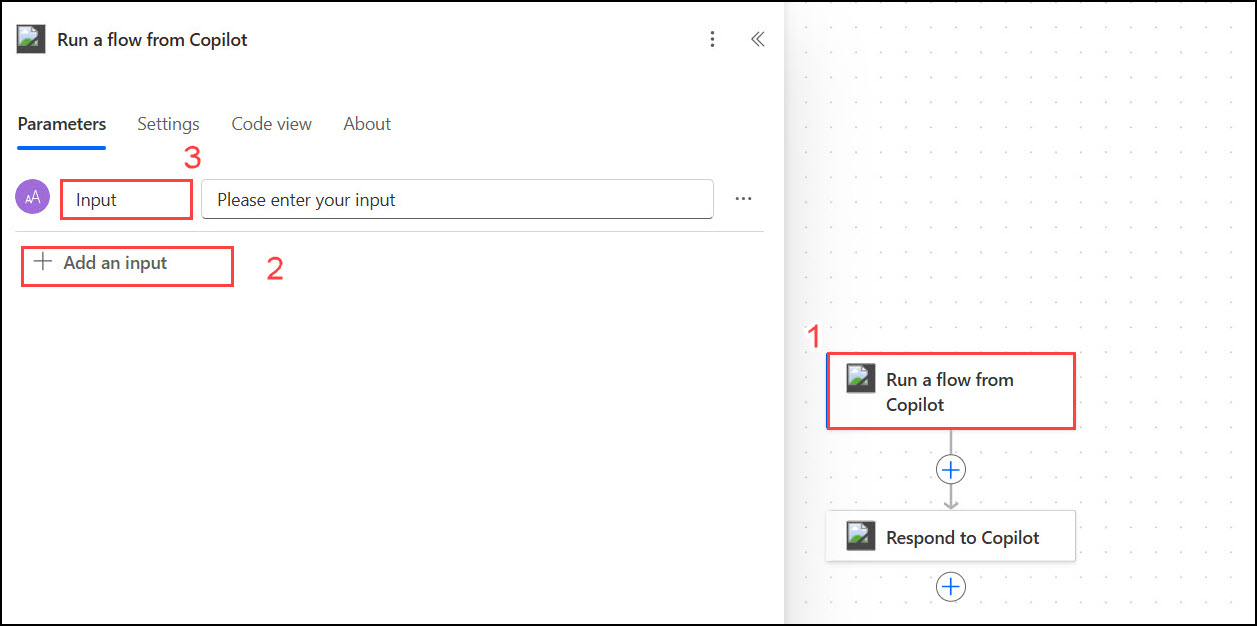 Run a flow from Copilot
Parameters Settings Code view About
3
AA Input Please enter your input
Add an input 2
1
Run a flow from
Copilot
Respond to Copilot